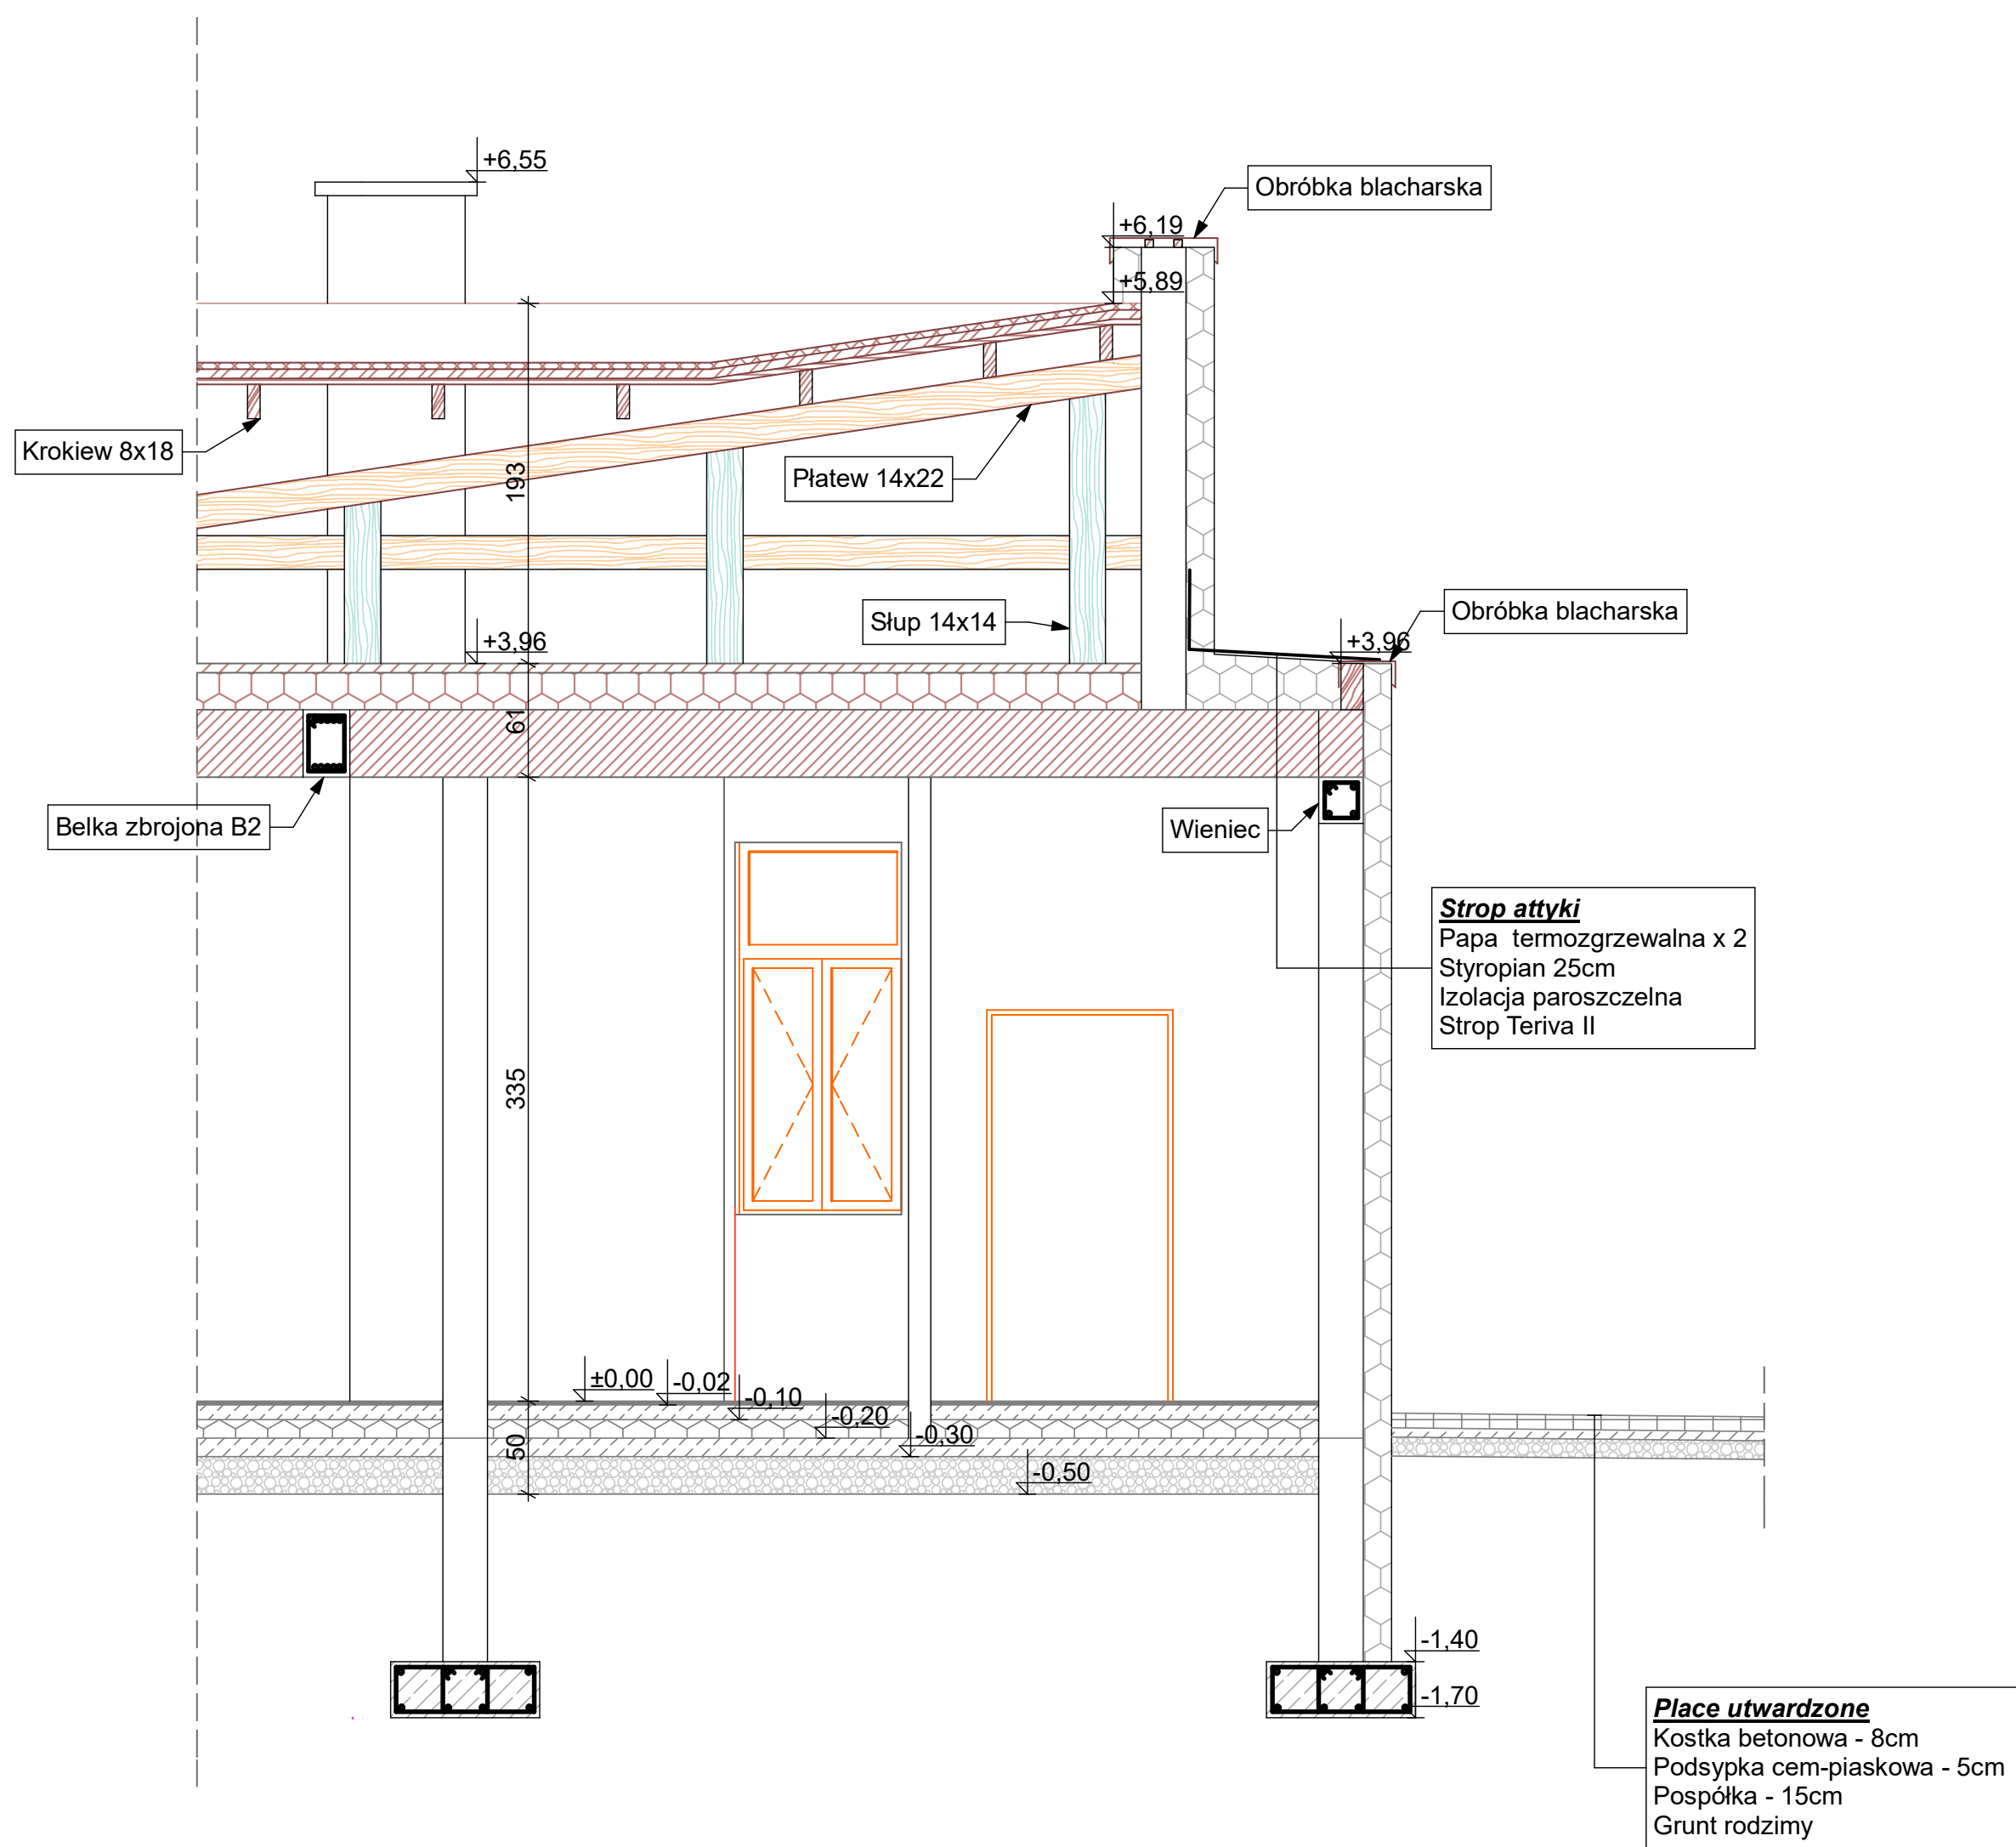 +6,55
Obróbka blacharska
+6,19
+5,89
Krokiew 8x18
193
Płatew 14x22
Słup 14x14
Obróbka blacharska
+3,96
+3,96
61
Belka zbrojona B2
Wieniec
Strop attyki
Papa  termozgrzewalna x 2
Styropian 25cm
Izolacja paroszczelna
Strop Teriva II
335
±0,00
-0,02
-0,10
-0,20
-0,30
50
-0,50
-1,40
-1,70
Place utwardzone
Kostka betonowa - 8cm
Podsypka cem-piaskowa - 5cm
Pospółka - 15cm
Grunt rodzimy